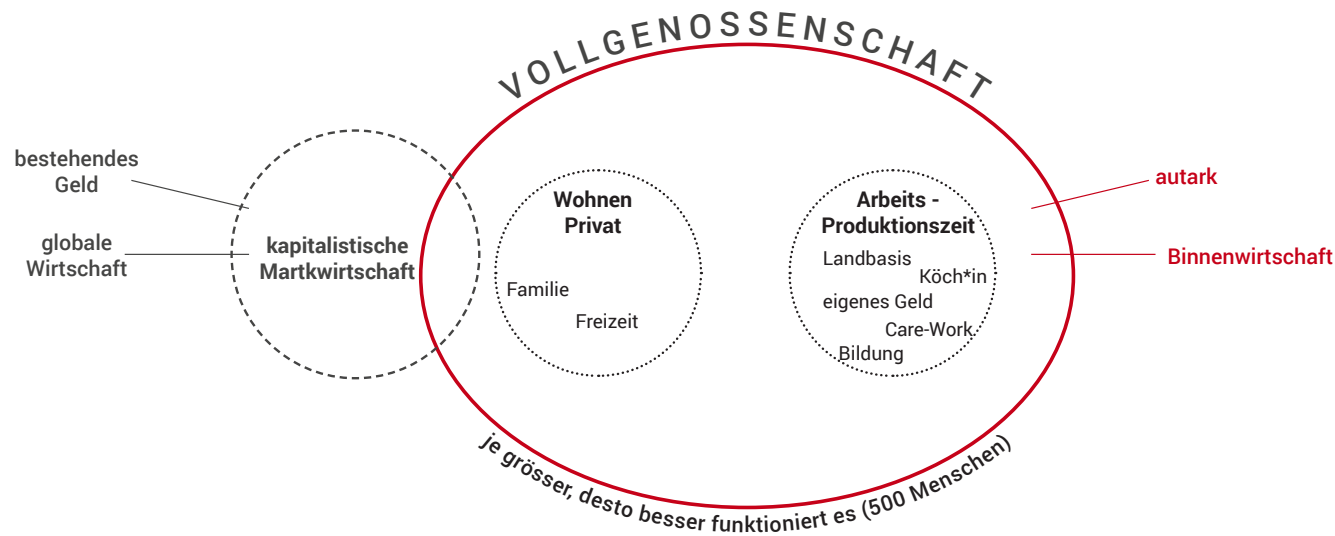 VOLLGENOSSENSCHAFT
bestehendes
Geld
globale
Wirtschaft
kapitalistische
Martkwirtschaft
Wohnen
Privat
Familie
Freizeit
Arbeits -
Produktionszeit
Landbasis
Köch*in
eigenes Geld
Care-Work
Bildung
autark
Binnenwirtschaft
je grösser, desto besser funktioniert es (500 Menschen)